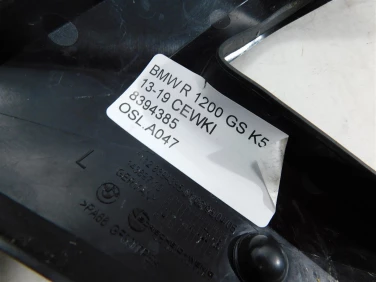 BMW R 1200 GS K5
13-19 CEWKI
8394385
OSL.A047
L